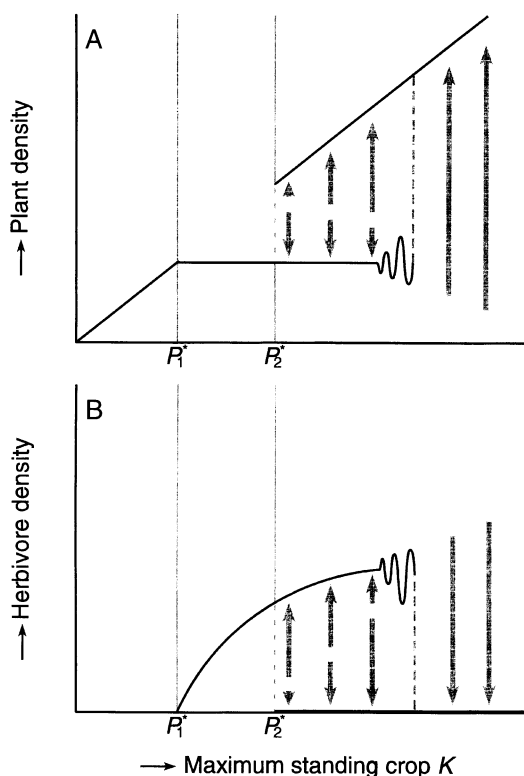 A
→ Plant density
P₁* P₂*
B
→ Herbivore density
P₁* P₂*
→ Maximum standing crop K